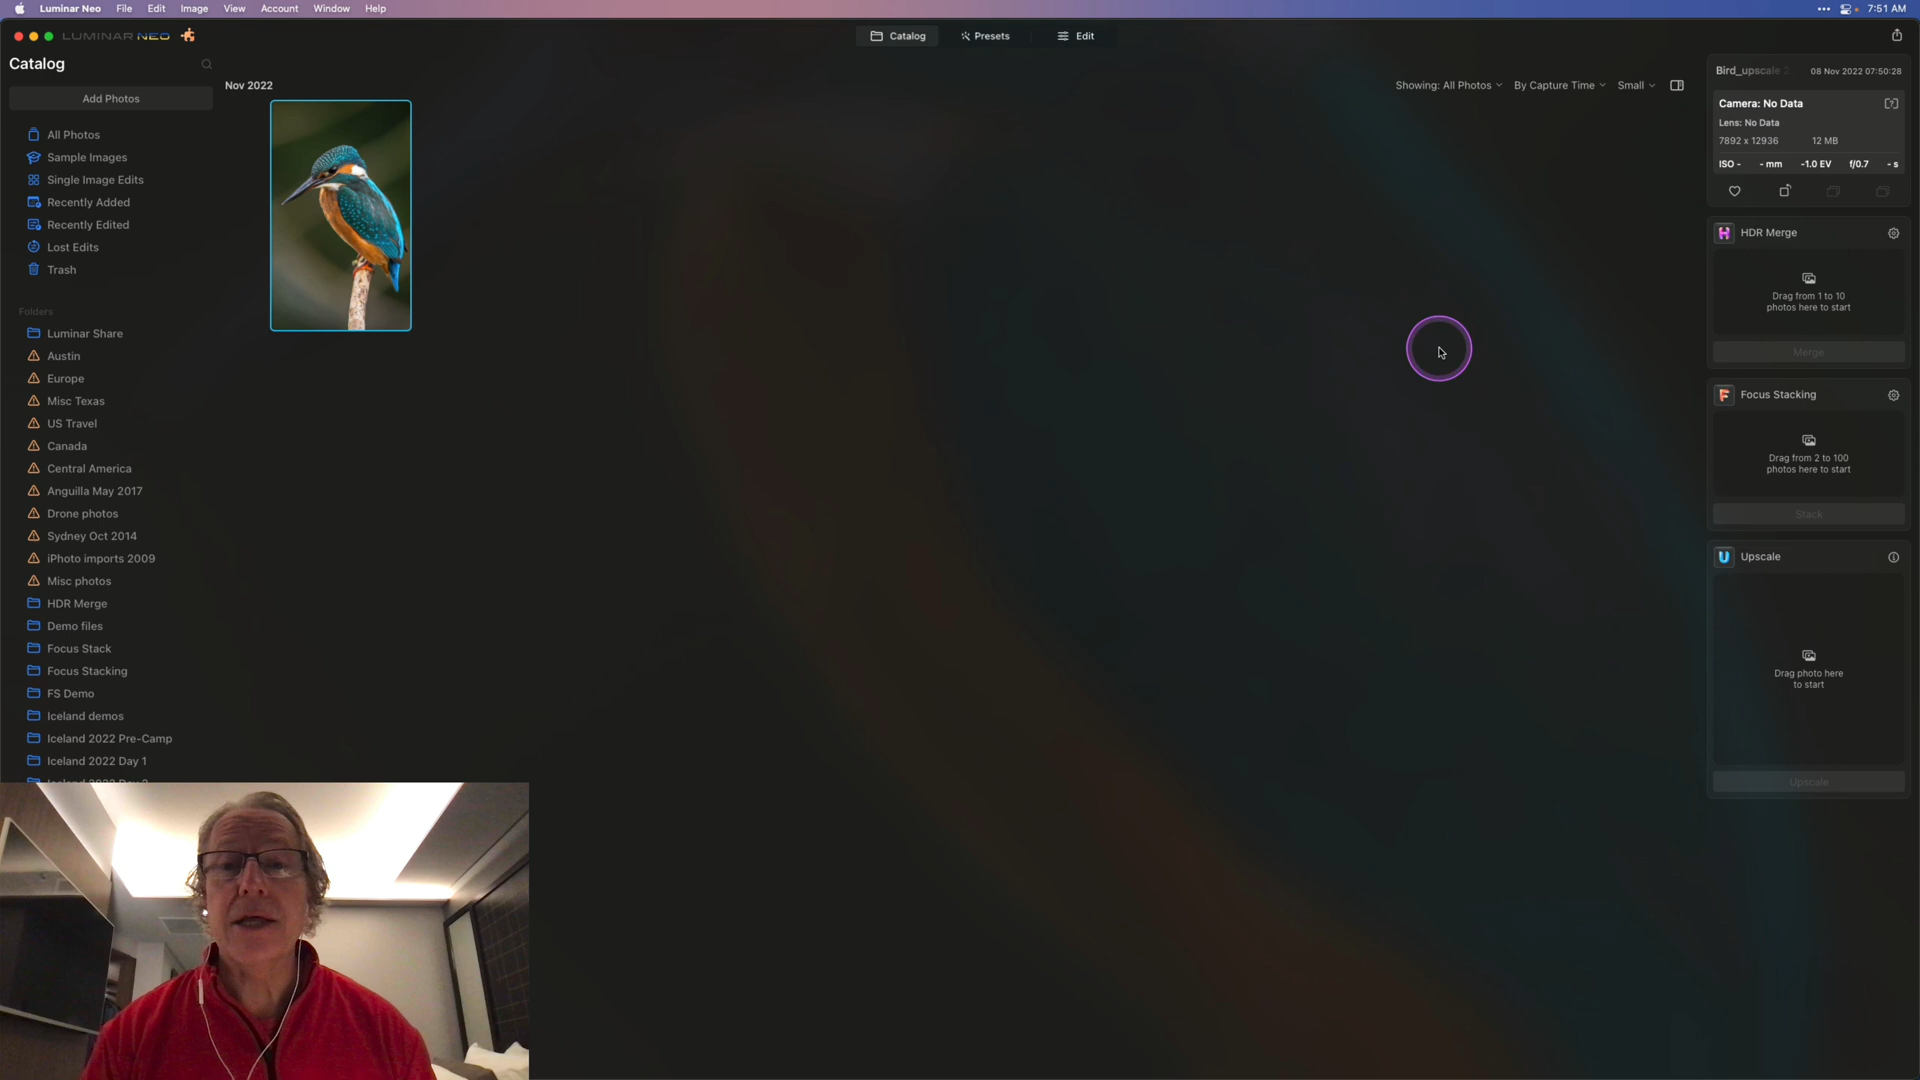 Luminar Neo File Edit Image View Account Window Help
7:51 AM
LUMINAR NEO
Catalog Presets Edit
Catalog
Add Photos
All Photos
Sample Images
Single Image Edits
Recently Added
Recently Edited
Lost Edits
Trash
Folders
Luminar Share
Austin
Europe
Misc Texas
US Travel
Canada
Central America
Anguilla May 2017
Drone photos
Sydney Oct 2014
iPhoto imports 2009
Misc photos
HDR Merge
Demo files
Focus Stack
Focus Stacking
FS Demo
Iceland demos
Iceland 2022 Pre-Camp
Iceland 2022 Day 1
Nov 2022
Showing: All Photos By Capture Time Small
Bird_upscale 08 Nov 2022 07:50:28
Camera: No Data
Lens: No Data
7892 x 12936 12 MB
ISO - - mm -1.0 EV f/0.7 - s
HDR Merge
Drag from 1 to 10
photos here to start
Merge
Focus Stacking
Drag from 2 to 100
photos here to start
Stack
Upscale
Drag photo here
to start
Upscale